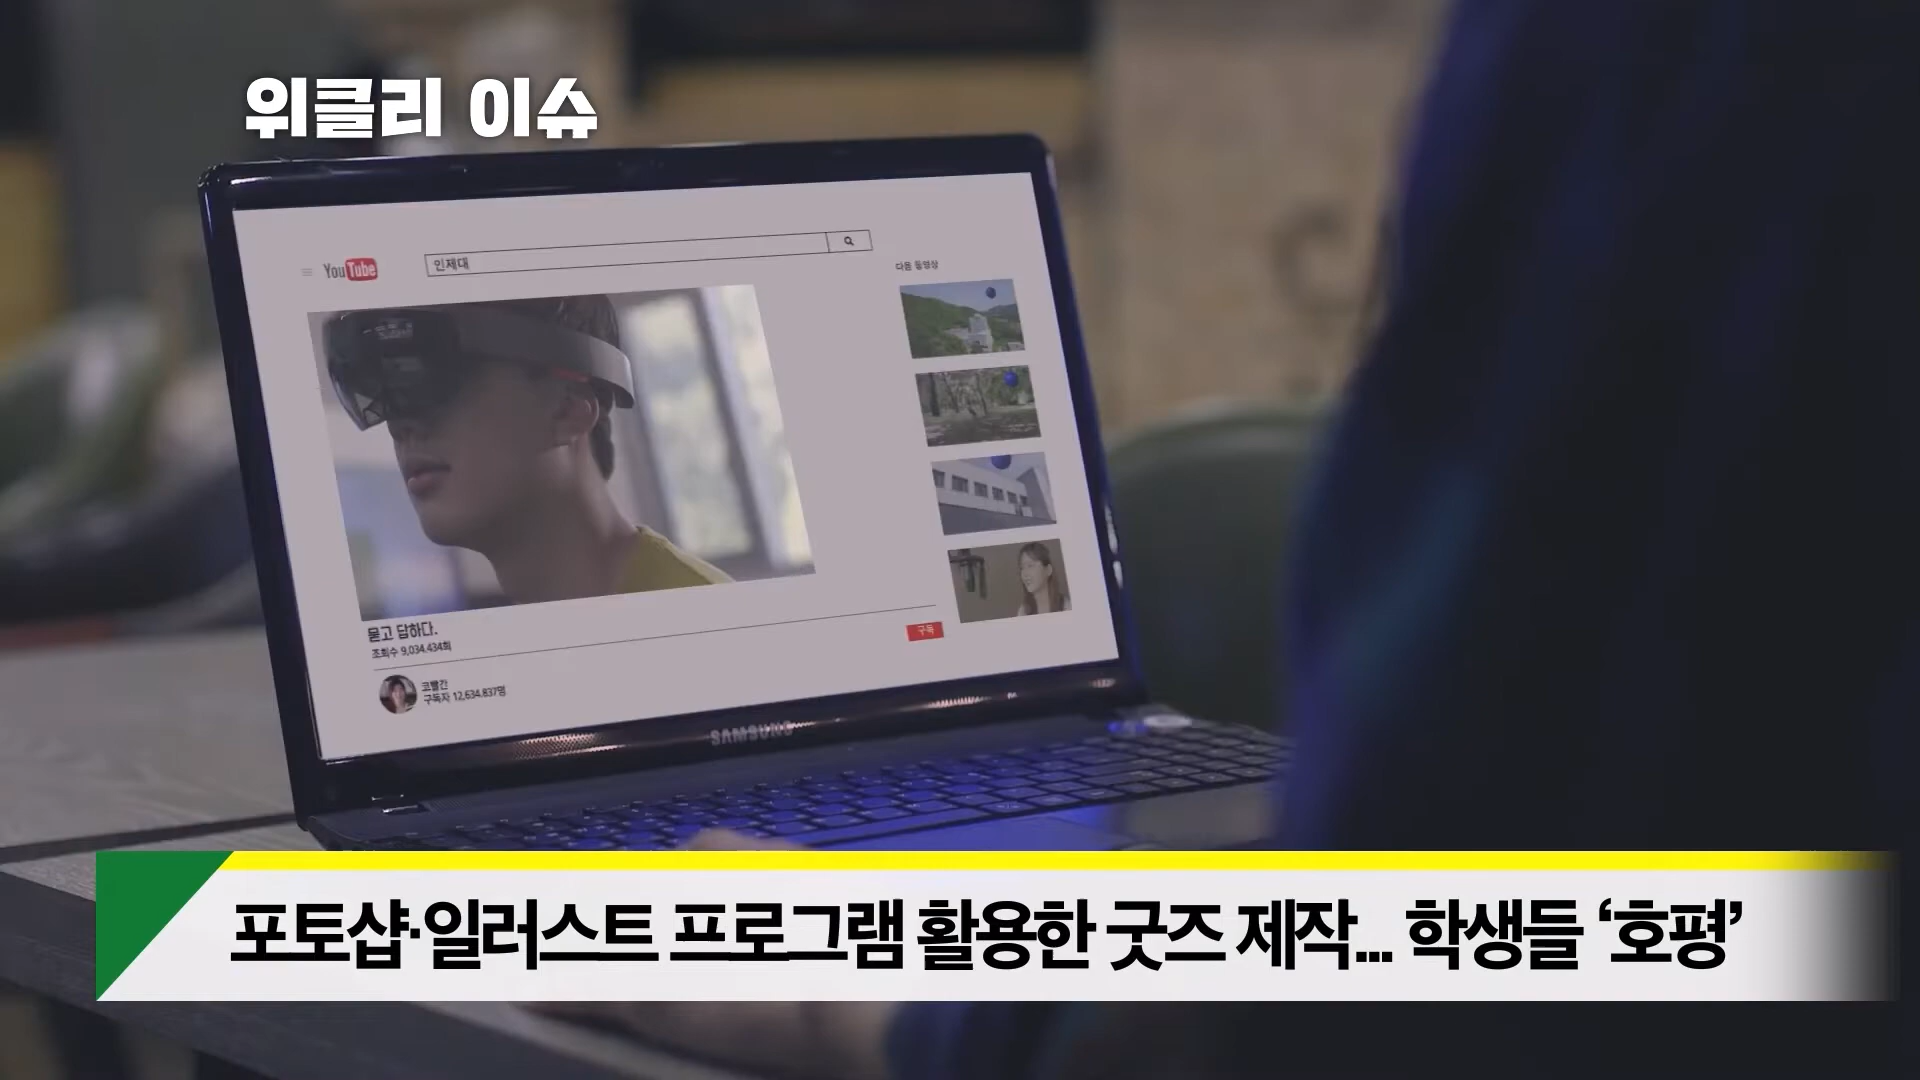 위클리 이슈
YouTube
인제대
다음 동영상
묻고 답하다.
조회수 9,034,434회
구독
코빨간
구독자 12,634,837명
SAMSUNG
포토샵·일러스트 프로그램 활용한 굿즈 제작... 학생들 ‘호평’